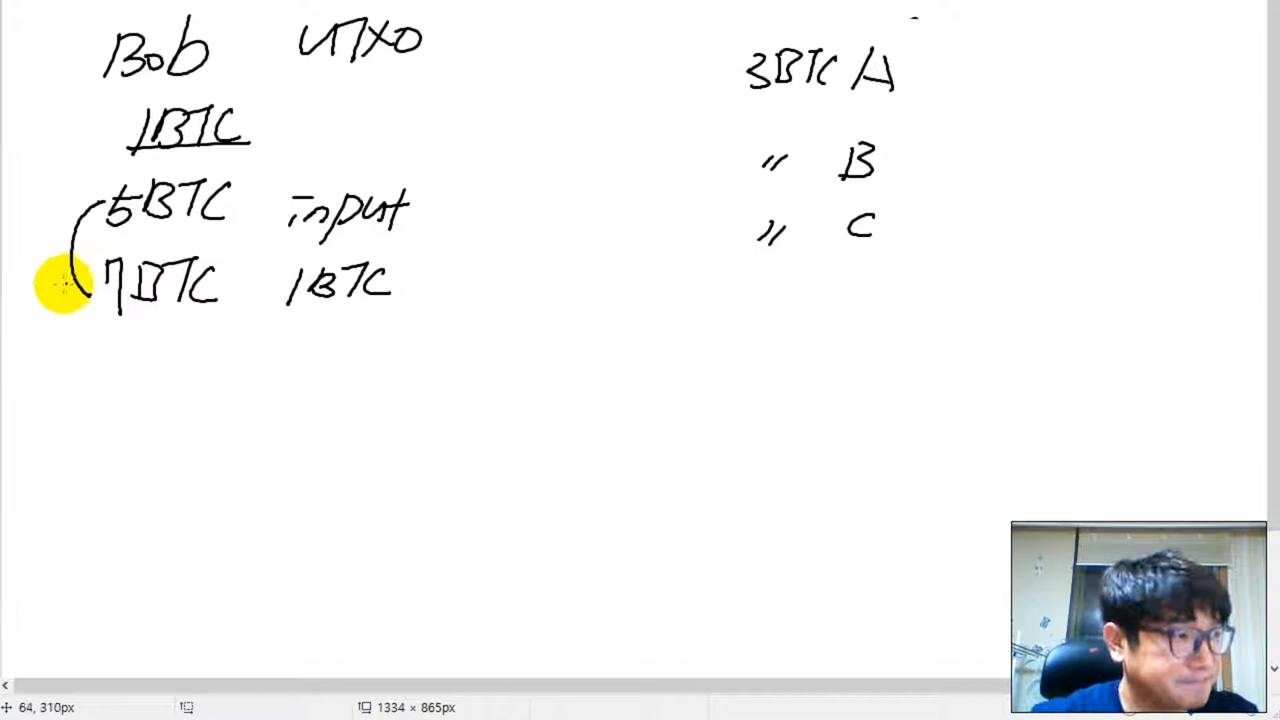 Bob UTXO
1BTC
5BTC input
7BTC 1BTC
3BTC A
〃 B
〃 C
64, 310px
1334 × 865px